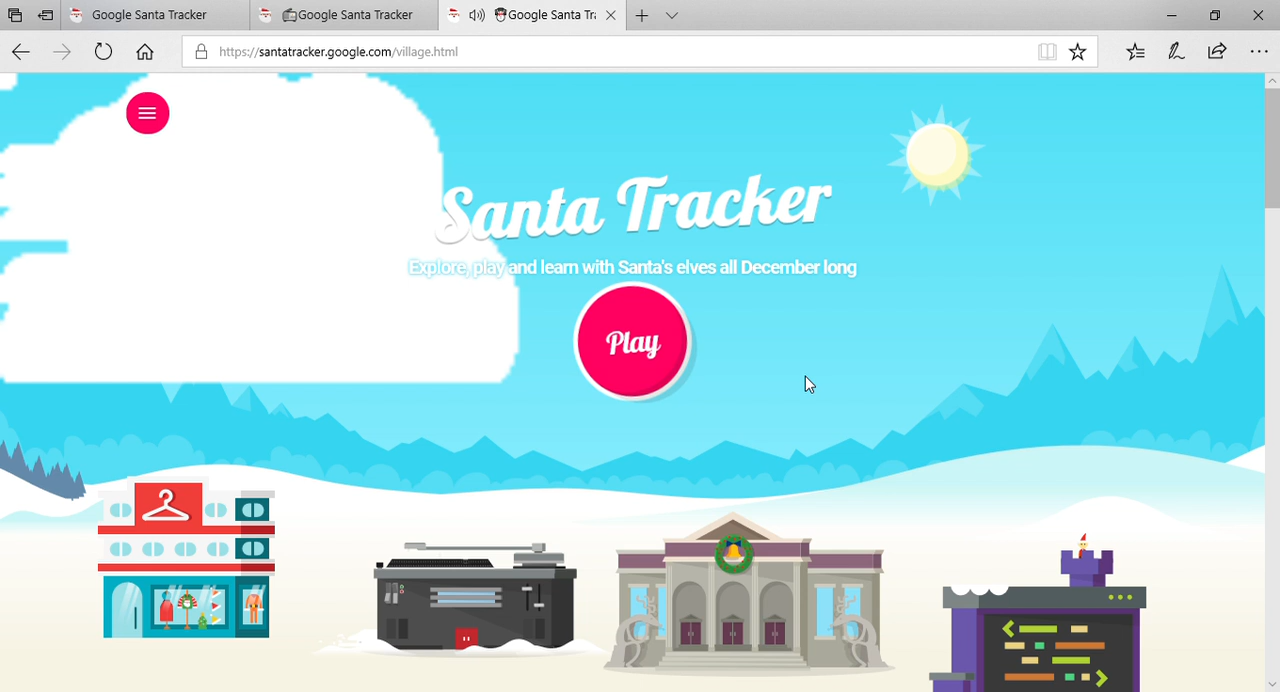 Google Santa Tracker
Google Santa Tracker
Google Santa Tr
https://santatracker.google.com/village.html
Santa Tracker
Explore, play and learn with Santa's elves all December long
Play